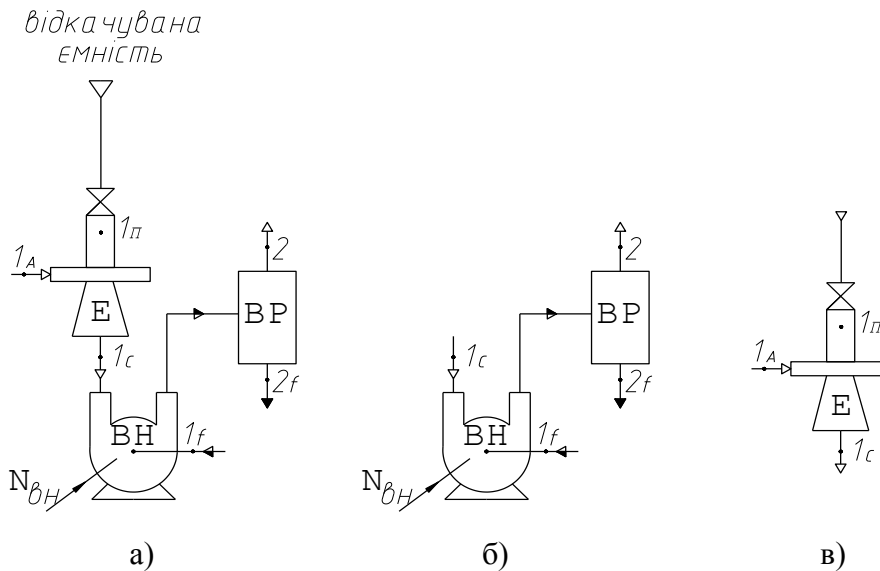 відкачувана
ємність
1п
1А
Е
1с
ВН
1f
Nвн
ВР
2
2f
а)
1с
ВН
1f
Nвн
ВР
2
2f
б)
1п
1А
Е
1с
в)